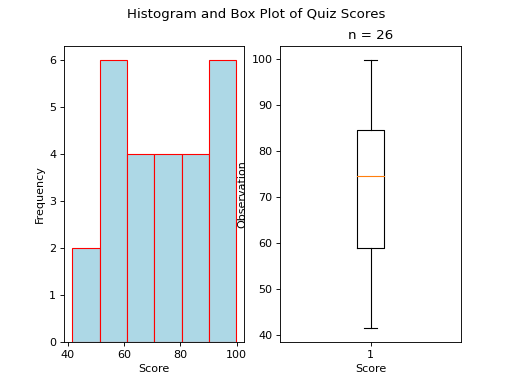 Histogram and Box Plot of Quiz Scores
n = 26
6
5
4
3
2
1
0
Frequency
40 60 80 100
Score
100
90
80
70
60
50
40
Observation
1
Score